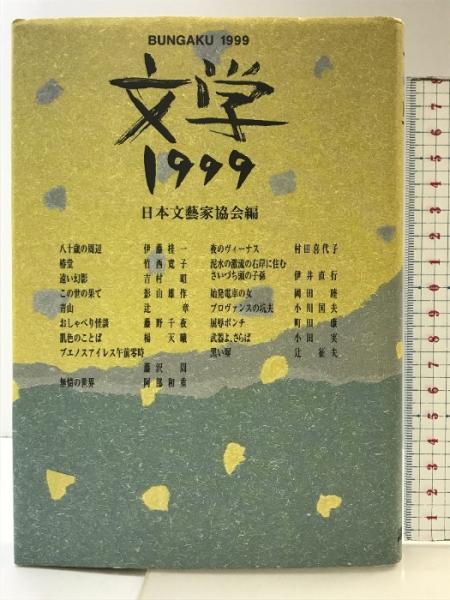 BUNGAKU 1999
文学
1999
日本文藝家協会編
八十歳の周辺 伊藤桂一
椿堂 竹西寛子
遠い幻影 吉村昭
この世の果て 影山雄作
青山 辻章
おしゃべり怪談 藤野千夜
肌色のことば 楊天曦
ブエノスアイレス午前零時
藤沢周
無情の世界 阿部和重
夜のヴィーナス 村田喜代子
泥水の激流の右岸に住む
さいづち頭の子孫 伊井直行
始発電車の女 岡田睦
プロヴァンスの坑夫 小川国夫
屈辱ポンチ 町田康
武器よ、さらば 小田実
黒い塚 辻征夫